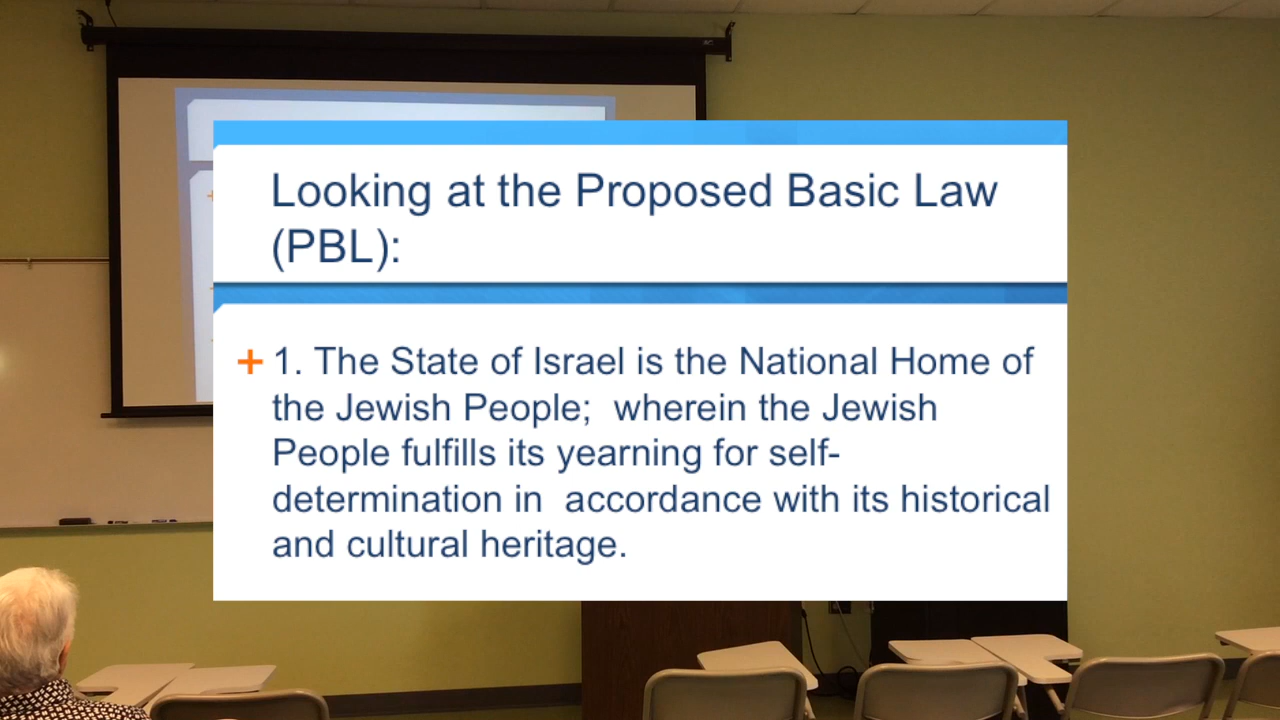 Looking at the Proposed Basic Law
(PBL):
+ 1. The State of Israel is the National Home of
the Jewish People;  wherein the Jewish
People fulfills its yearning for self-
determination in  accordance with its historical
and cultural heritage.